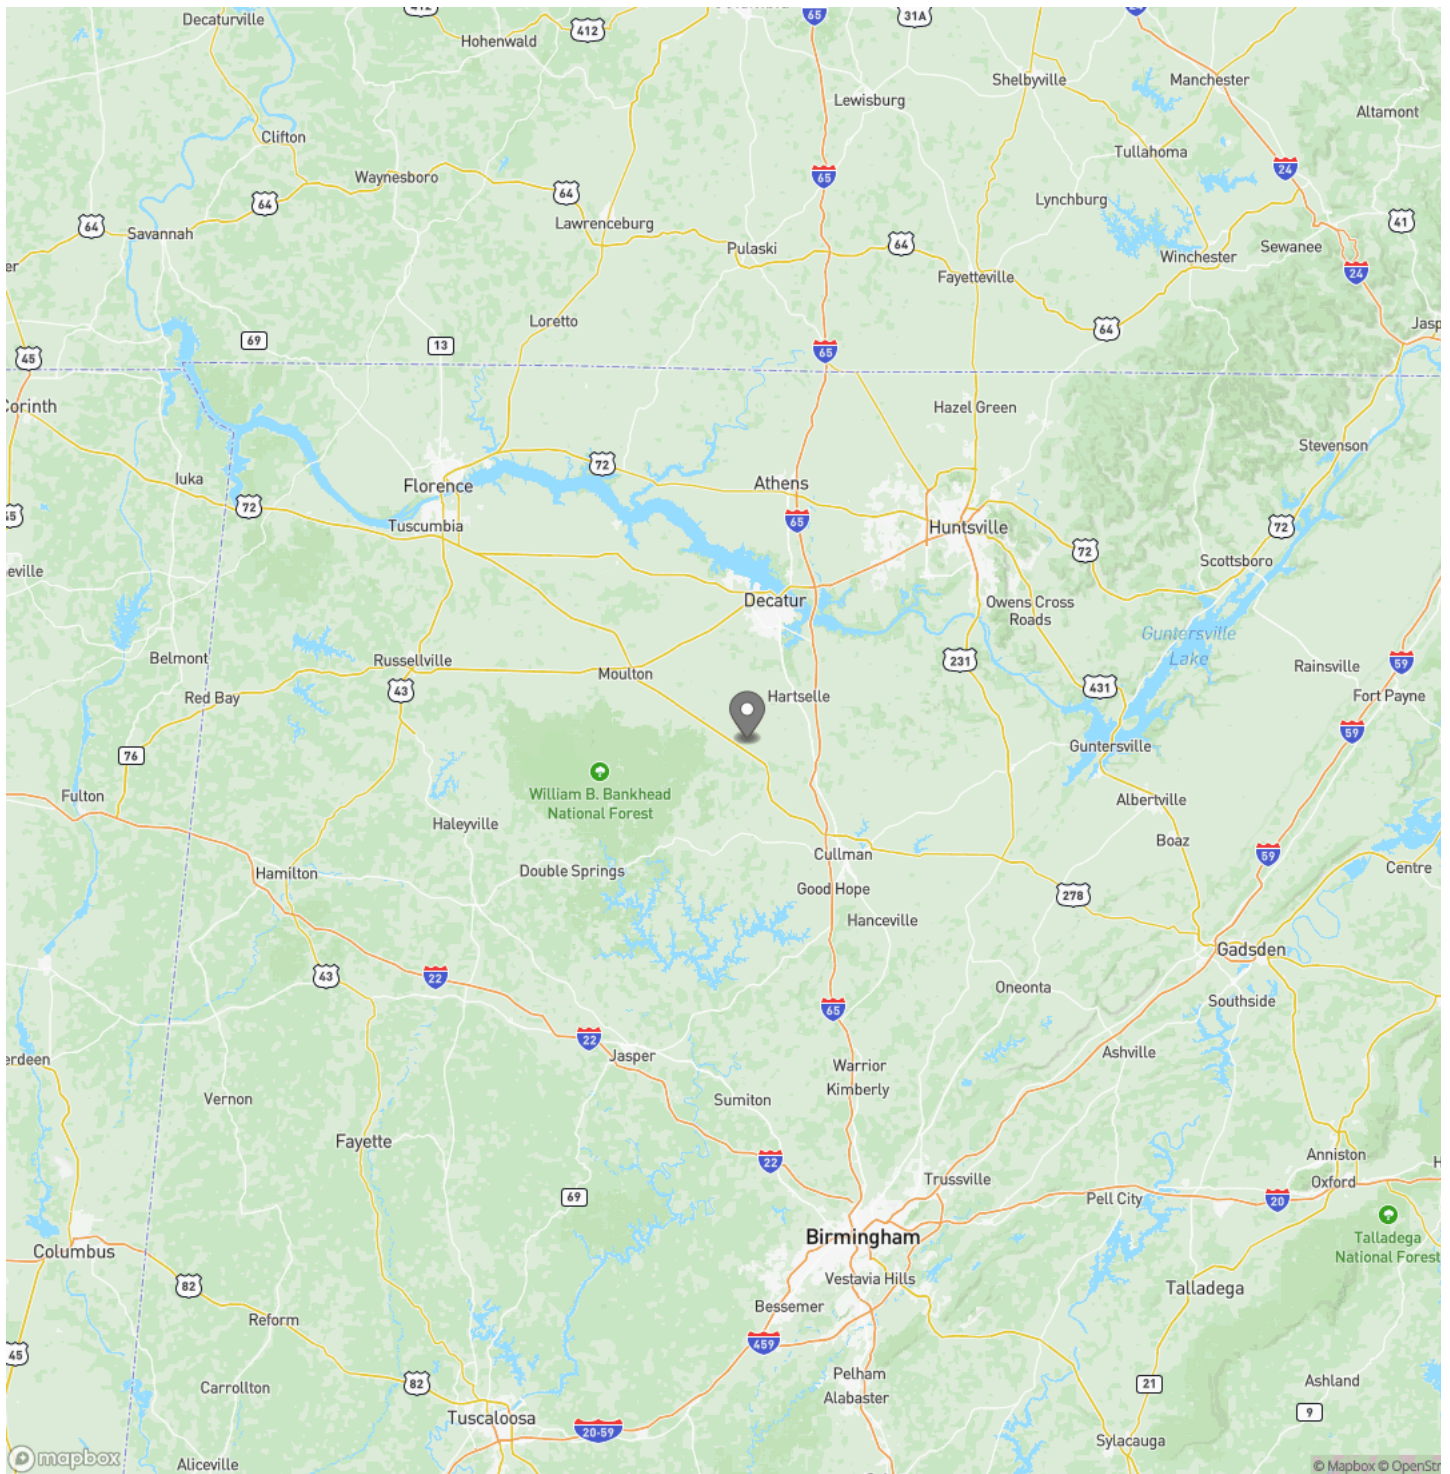 412
65
31A
Decaturville
Hohenwald
412
Shelbyville
Manchester
Lewisburg
Altamont
Clifton
Tullahoma
65
24
Waynesboro
64
64
Lynchburg
64
Savannah
Lawrenceburg
Pulaski
64
41
Sewanee
Winchester
Fayetteville
24
Loretto
64
69
13
65
45
Corinth
Hazel Green
Stevenson
Iuka
72
Athens
Florence
72
65
Tuscumbia
Huntsville
72
72
Scottsboro
Decatur
Owens Cross
Roads
Guntersville
Lake
Belmont
Russellville
231
59
Rainsville
Moulton
43
431
Red Bay
Hartselle
Fort Payne
59
76
Guntersville
William B. Bankhead
National Forest
Fulton
Albertville
Haleyville
Boaz
Cullman
59
Hamilton
Double Springs
Centre
Good Hope
278
Hanceville
Gadsden
43
22
Oneonta
Southside
65
22
Jasper
Ashville
Warrior
Kimberly
Vernon
Sumiton
Fayette
22
Anniston
Trussville
Oxford
69
Pell City
20
Birmingham
Talladega
National Forest
Columbus
Vestavia Hills
82
Talladega
Bessemer
Reform
459
45
Pelham
82
Carrollton
Alabaster
21
Ashland
9
Tuscaloosa
20-59
Sylacauga
mapbox
Aliceville
© Mapbox © OpenStr